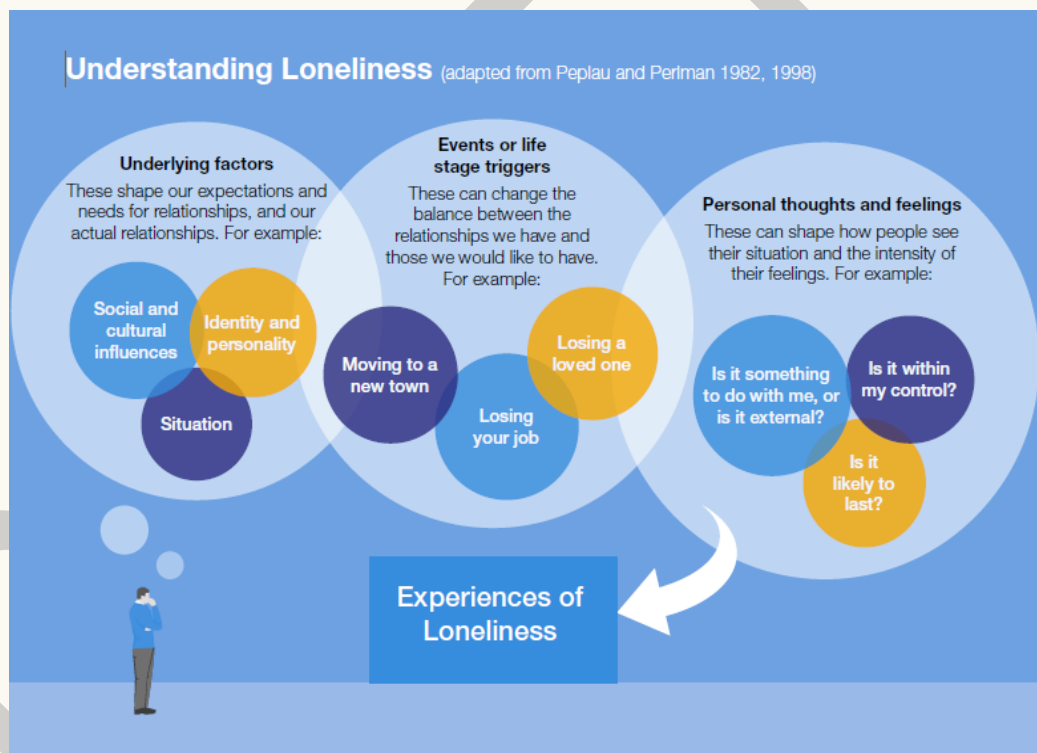 Understanding Loneliness (adapted from Peplau and Perlman 1982, 1998)
Underlying factors
These shape our expectations and
needs for relationships, and our
actual relationships. For example:
Social and
cultural
influences
Identity and
personality
Situation
Events or life
stage triggers
These can change the
balance between the
relationships we have and
those we would like to have.
For example:
Moving to a
new town
Losing
your job
Losing a
loved one
Personal thoughts and feelings
These can shape how people see
their situation and the intensity of
their feelings. For example:
Is it something
to do with me, or
is it external?
Is it within
my control?
Is it
likely to
last?
Experiences of
Loneliness